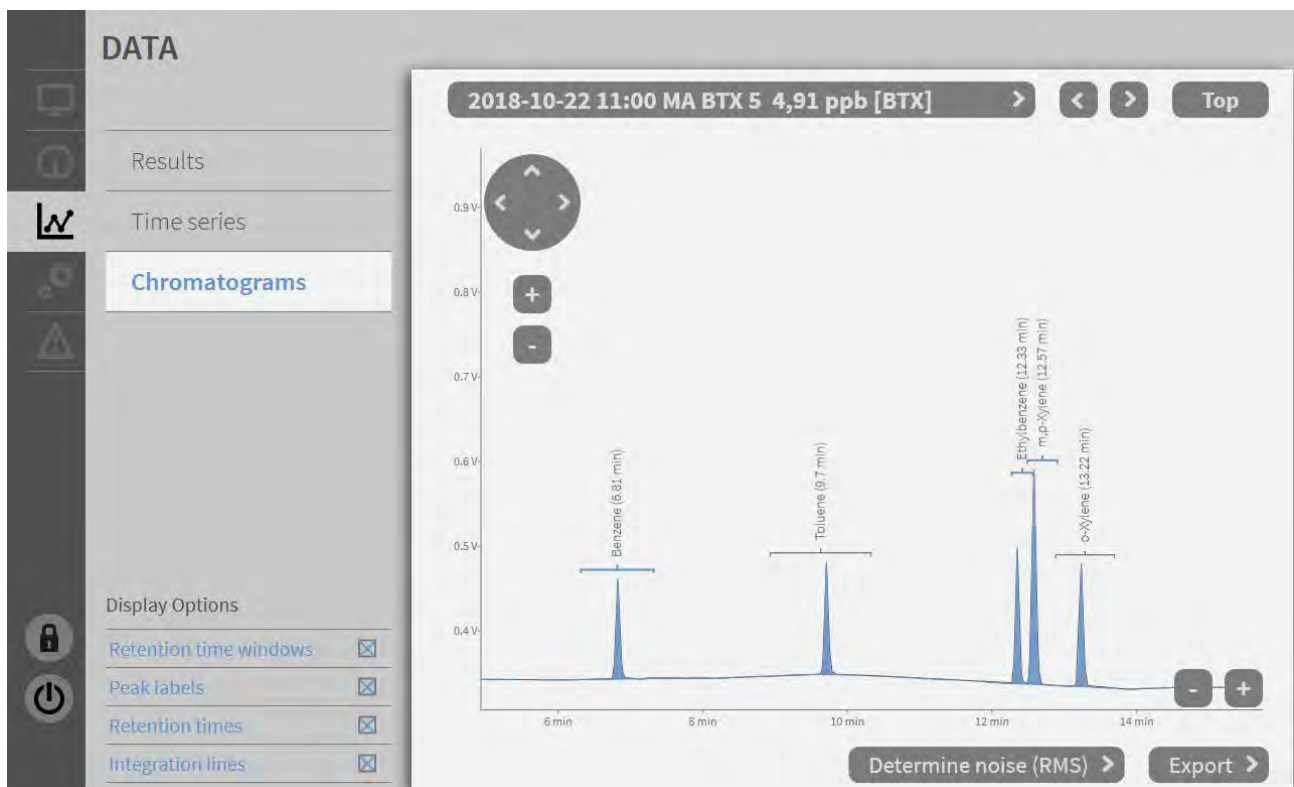 DATA
Results
Time series
Chromatograms
Display Options
Retention time windows
Peak labels
Retention times
Integration lines
2018-10-22 11:00 MA BTX 5 4,91 ppb [BTX] > < > Top
0.9 V
0.8 V
0.7 V
0.6 V
0.5 V
0.4 V
+
-
Benzene (6.81 min)
Toluene (9.7 min)
Ethylbenzene (12.33 min)
m,p-Xylene (12.57 min)
o-Xylene (13.22 min)
- +
6 min 8 min 10 min 12 min 14 min
Determine noise (RMS) > Export >